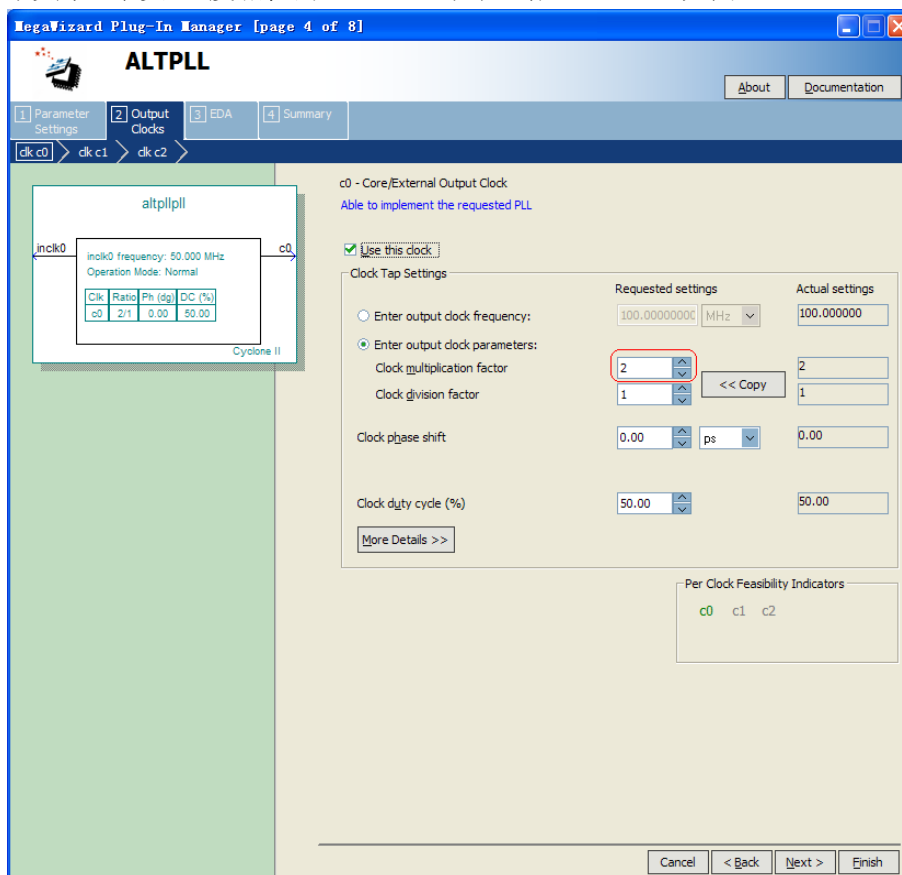 MegaWizard Plug-In Manager [page 4 of 8]
ALTPLL
About
Documentation
1 Parameter Settings
2 Output Clocks
3 EDA
4 Summary
clk c0
clk c1
clk c2
c0 - Core/External Output Clock
Able to implement the requested PLL
altpllpll
inclk0
c0
inclk0 frequency: 50.000 MHz
Operation Mode: Normal
Clk Ratio Ph (dg) DC (%)
c0 2/1 0.00 50.00
Cyclone II
Use this clock
Clock Tap Settings
Requested settings
Actual settings
Enter output clock frequency:
100.0000000C
MHz
100.000000
Enter output clock parameters:
Clock multiplication factor
2
<< Copy
2
Clock division factor
1
1
Clock phase shift
0.00
ps
0.00
Clock duty cycle (%)
50.00
50.00
More Details >>
Per Clock Feasibility Indicators
c0 c1 c2
Cancel
< Back
Next >
Finish